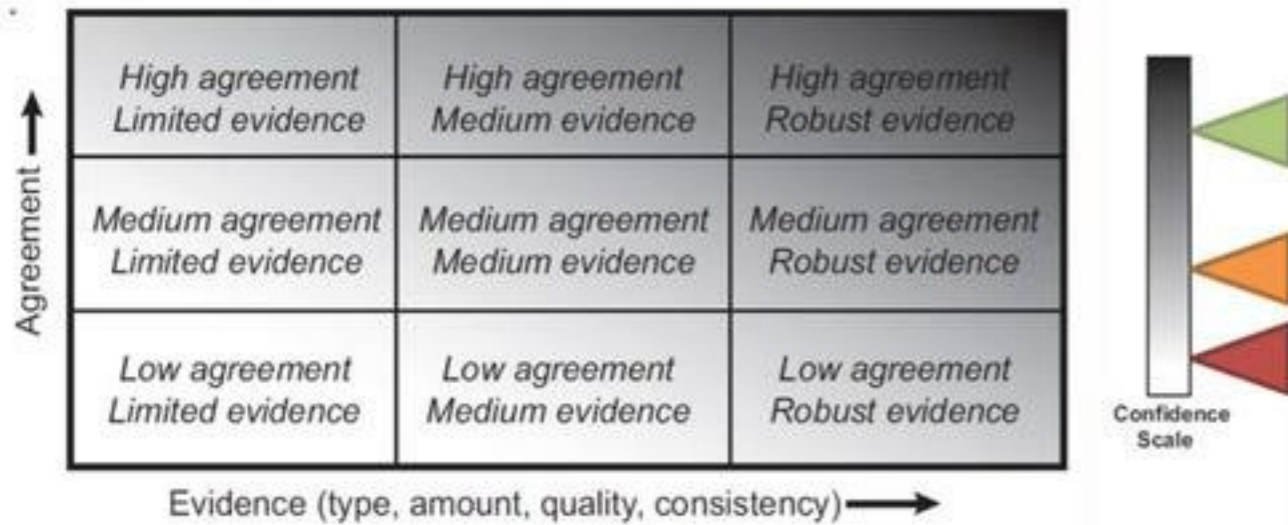 High agreement
Limited evidence
High agreement
Medium evidence
High agreement
Robust evidence
Medium agreement
Limited evidence
Medium agreement
Medium evidence
Medium agreement
Robust evidence
Low agreement
Limited evidence
Low agreement
Medium evidence
Low agreement
Robust evidence
Agreement
Evidence (type, amount, quality, consistency)
Confidence
Scale